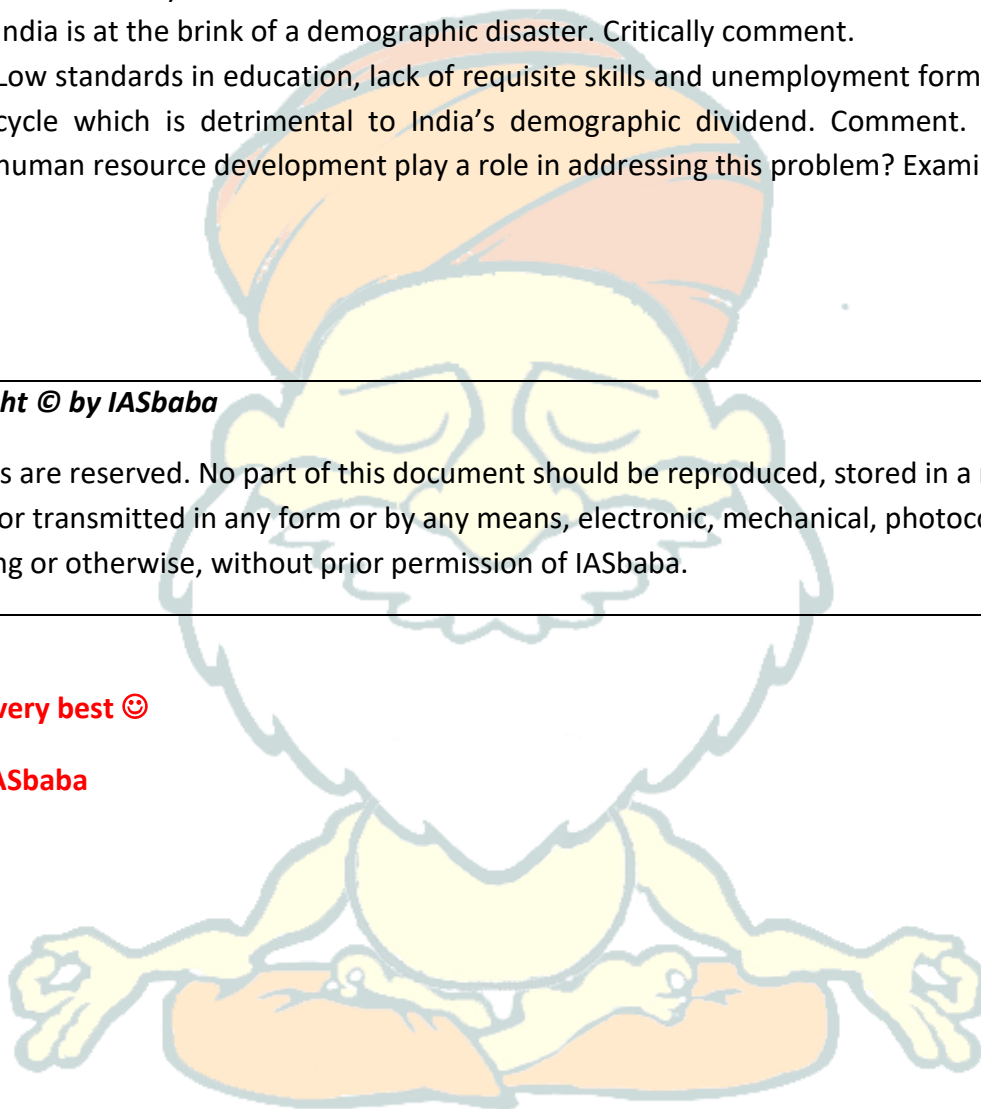 India is at the brink of a demographic disaster. Critically comment.
Low standards in education, lack of requisite skills and unemployment form
cycle which is detrimental to India's demographic dividend. Comment.
human resource development play a role in addressing this problem? Exami
ht © by IASbaba
s are reserved. No part of this document should be reproduced, stored in a
or transmitted in any form or by any means, electronic, mechanical, photoco
ng or otherwise, without prior permission of IASbaba.
very best ☺
ASbaba